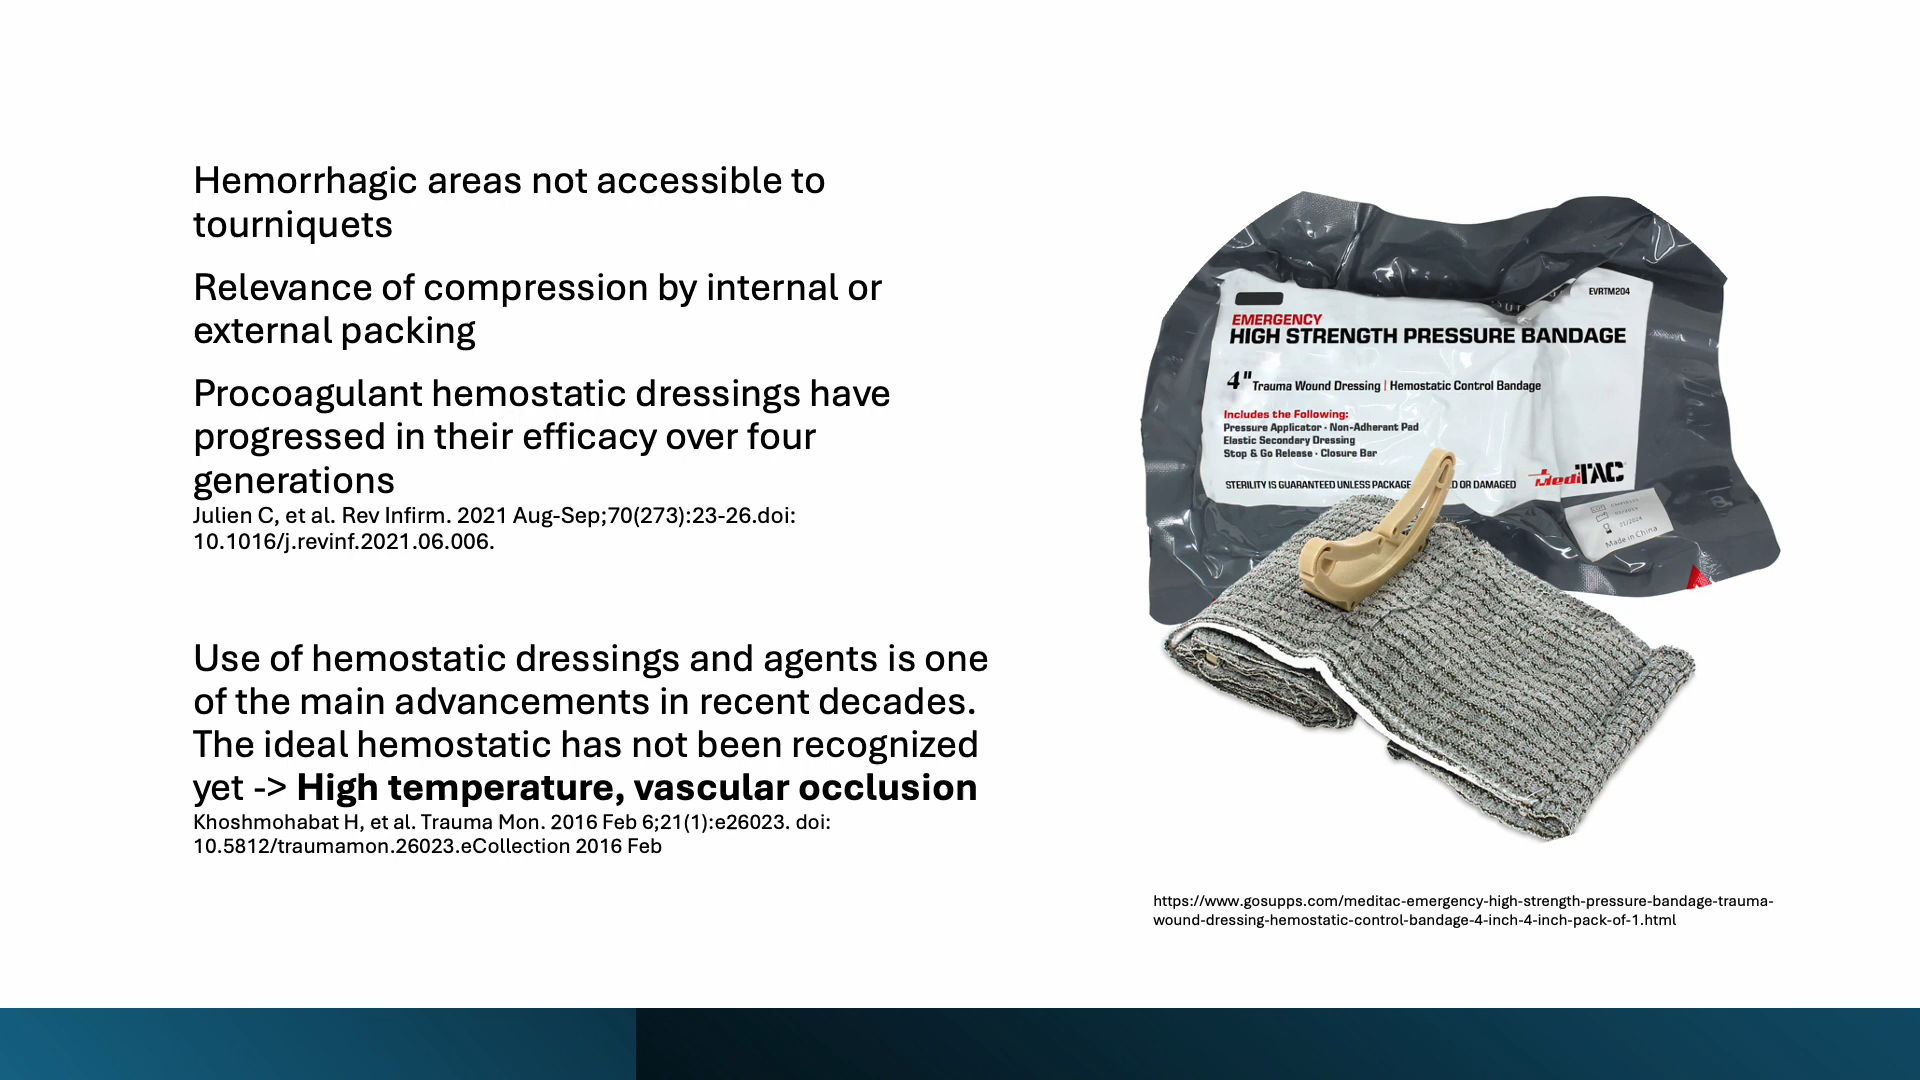 Hemorrhagic areas not accessible to
tourniquets
Relevance of compression by internal or
external packing
Procoagulant hemostatic dressings have
progressed in their efficacy over four
generations
Julien C, et al. Rev Infirm. 2021 Aug-Sep;70(273):23-26.doi:
10.1016/j.revinf.2021.06.006.
Use of hemostatic dressings and agents is one
of the main advancements in recent decades.
The ideal hemostatic has not been recognized
yet -> High temperature, vascular occlusion
Khoshmohabat H, et al. Trauma Mon. 2016 Feb 6;21(1):e26023. doi:
10.5812/traumamon.26023.eCollection 2016 Feb
EVRTM204
EMERGENCY
HIGH STRENGTH PRESSURE BANDAGE
4" Trauma Wound Dressing | Hemostatic Control Bandage
Includes the Following:
Pressure Applicator · Non-Adherent Pad
Elastic Secondary Dressing
Stop & Go Release · Closure Bar
STERILITY IS GUARANTEED UNLESS PACKAGE D OR DAMAGED
MediTAC
01/2024
Made in China
https://www.gosupps.com/meditac-emergency-high-strength-pressure-bandage-trauma-
wound-dressing-hemostatic-control-bandage-4-inch-4-inch-pack-of-1.html